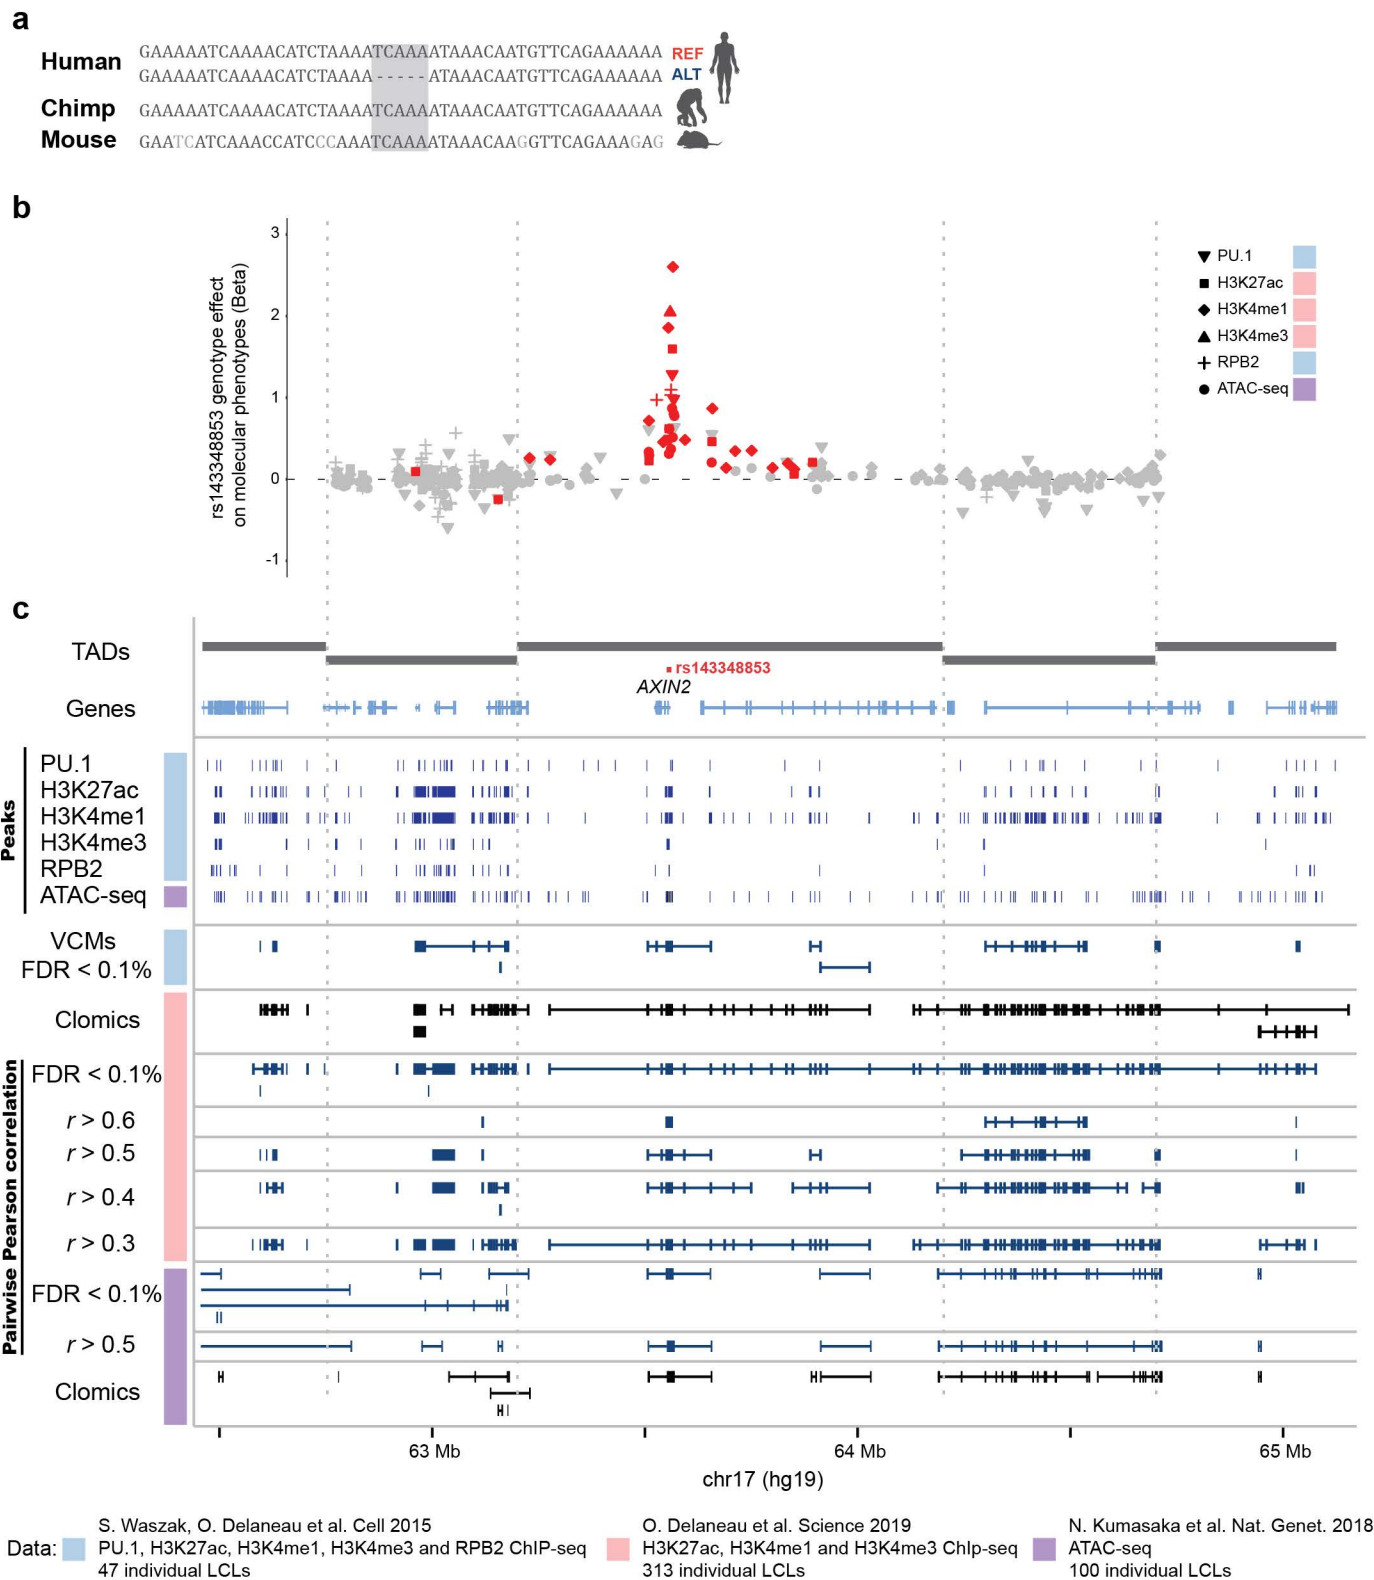 a
Human
GAAAAATCAAAACATCTAAAATCAAAATAAACAATGTTCAGAAAAAA REF
GAAAAATCAAAACATCTAAAA-----ATAAACAATGTTCAGAAAAAA ALT
Chimp GAAAAATCAAAACATCTAAAATCAAAATAAACAATGTTCAGAAAAAA
Mouse GAATCATCAAACCATCCCAAATCAAAATAAACAAGGTTCAGAAAGAG
b
rs143348853 genotype effect
on molecular phenotypes (Beta)
3
2
1
0
-1
PU.1
H3K27ac
H3K4me1
H3K4me3
RPB2
ATAC-seq
c
TADs
rs143348853
AXIN2
Genes
Peaks
PU.1
H3K27ac
H3K4me1
H3K4me3
RPB2
ATAC-seq
VCMs
FDR < 0.1%
Clomics
Pairwise Pearson correlation
FDR < 0.1%
r > 0.6
r > 0.5
r > 0.4
r > 0.3
FDR < 0.1%
r > 0.5
Clomics
63 Mb 64 Mb 65 Mb
chr17 (hg19)
Data:
S. Waszak, O. Delaneau et al. Cell 2015
PU.1, H3K27ac, H3K4me1, H3K4me3 and RPB2 ChIP-seq
47 individual LCLs
O. Delaneau et al. Science 2019
H3K27ac, H3K4me1 and H3K4me3 ChIp-seq
313 individual LCLs
N. Kumasaka et al. Nat. Genet. 2018
ATAC-seq
100 individual LCLs